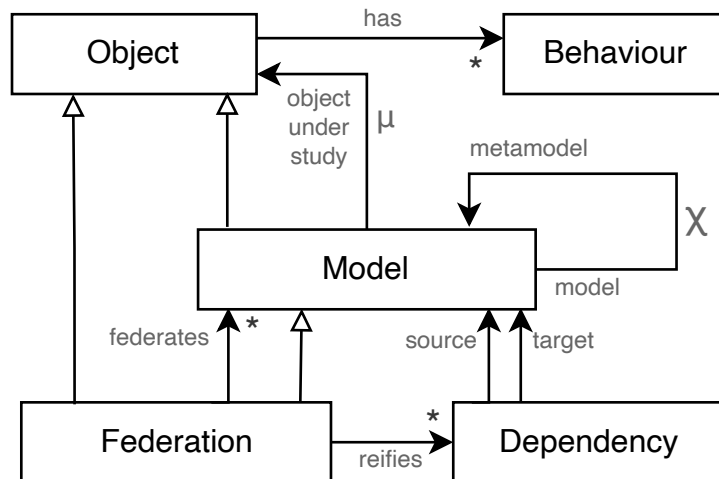 has
Object
*
Behaviour
object
under
study
μ
metamodel
χ
Model
model
federates
*
source
target
Federation
*
reifies
Dependency